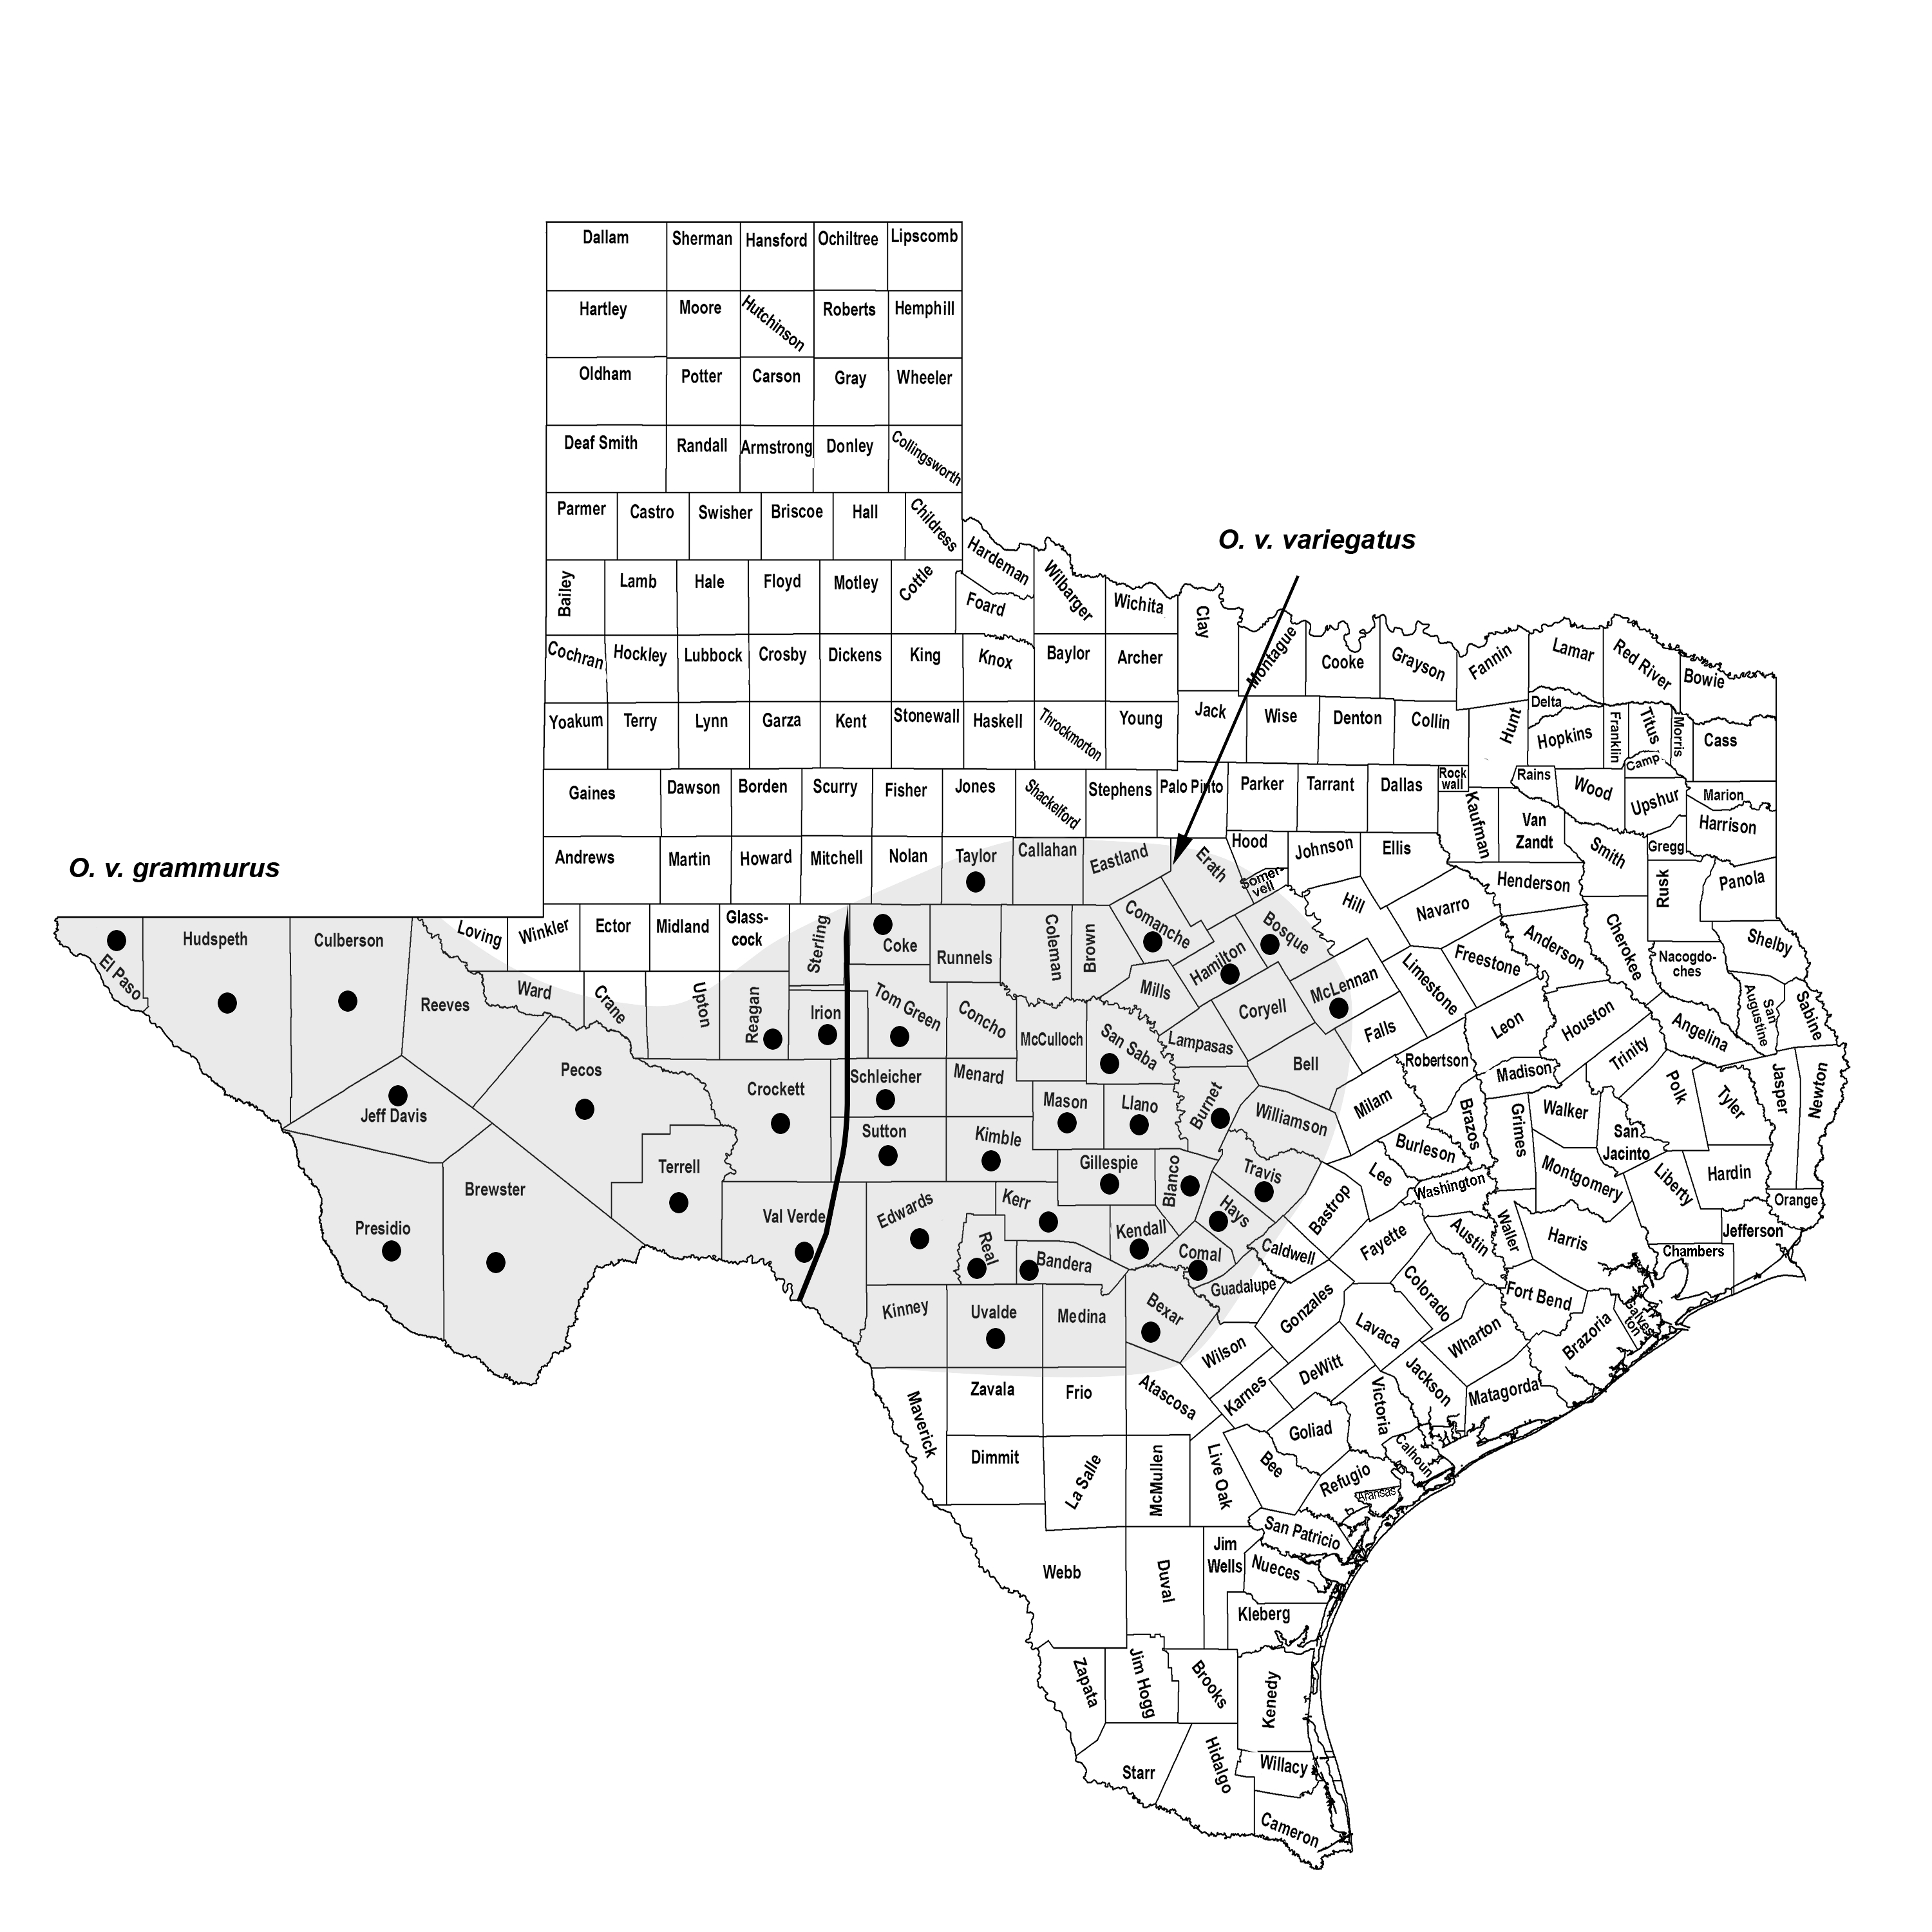 Dallam Sherman Hansford Ochiltree Lipscomb
Hartley Moore Hutchinson Roberts Hemphill
Oldham Potter Carson Gray Wheeler
Deaf Smith Randall Armstrong Donley Collingsworth
Parmer Castro Swisher Briscoe Hall Childress
Hardeman
O. v. variegatus
Bailey Lamb Hale Floyd Motley Cottle Foard Wilbarger Wichita Clay
Montague Cooke Grayson Fannin Lamar Red River Bowie
Cochran Hockley Lubbock Crosby Dickens King Knox Baylor Archer
Yoakum Terry Lynn Garza Kent Stonewall Haskell Throckmorton Young Jack Wise Denton Collin Hunt
Delta Hopkins Franklin Titus Morris Cass
Camp
Gaines Dawson Borden Scurry Fisher Jones Shackelford Stephens Palo Pinto Parker Tarrant Dallas
Rock
wall
Kaufman Rains Wood Upshur Marion
Harrison
Van
Zandt
Smith Gregg
O. v. grammurus
Andrews Martin Howard Mitchell Nolan Taylor Callahan Eastland Erath Hood Johnson Ellis
Somer-
vell
Henderson Rusk Panola
El Paso Hudspeth Culberson Reeves Loving Winkler Ector Midland
Glass-
cock
Sterling Coke Runnels Coleman Brown Comanche Hamilton Bosque Hill Navarro
Freestone Anderson Cherokee
Nacogdo-
ches
Shelby
Ward Crane Upton Reagan Irion Tom Green Concho McCulloch San Saba Mills Lampasas Coryell McLennan Limestone
Falls Leon Houston Angelina
San
Augustine
Sabine
Jeff Davis Pecos Crockett Schleicher Menard Mason Llano Burnet Bell Williamson Milam Robertson Madison Trinity Polk Tyler Jasper Newton
Brazos Grimes Walker
San
Jacinto
Presidio Brewster Terrell Sutton Kimble Gillespie Blanco Travis Lee Burleson Washington Montgomery Liberty Hardin Orange
Val Verde Edwards Kerr Real Bandera Kendall Hays Comal Caldwell Bastrop Fayette Austin Waller Harris Chambers Jefferson
Kinney Uvalde Medina Bexar Guadalupe Gonzales Lavaca Colorado Wharton Fort Bend Brazoria
Galves-
ton
Wilson Karnes DeWitt Jackson Matagorda
Maverick Zavala Frio Atascosa Victoria Goliad Calhoun
Dimmit La Salle McMullen Live Oak Bee Refugio
Aransas
San Patricio
Webb Duval
Jim
Wells
Nueces
Kleberg
Zapata Jim Hogg Brooks Kenedy
Starr Hidalgo Willacy
Cameron